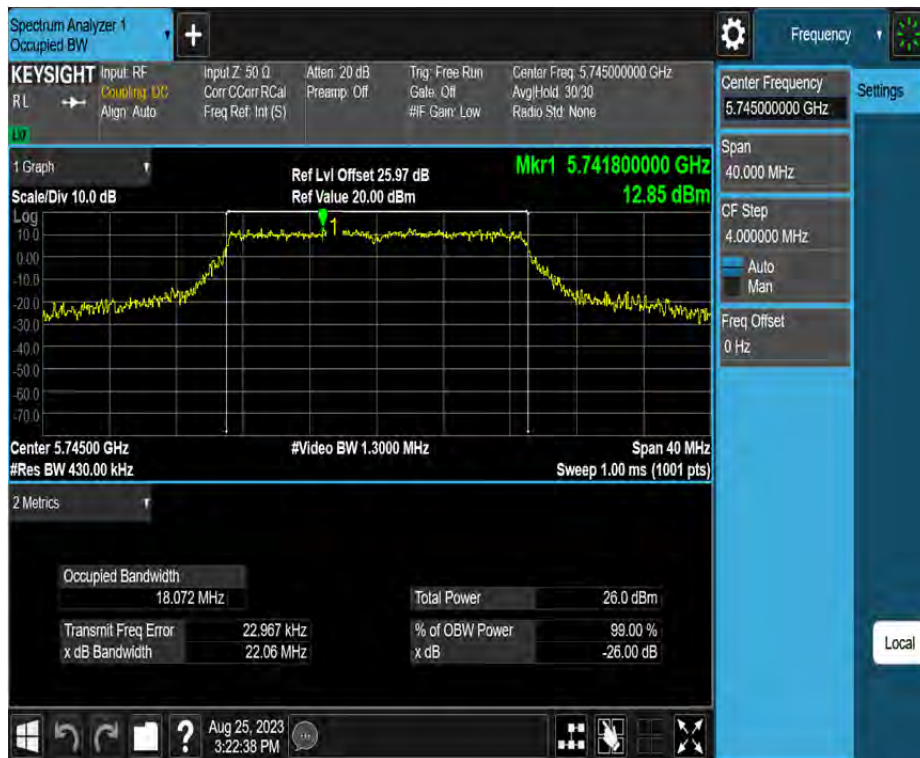 Spectrum Analyzer 1
Occupied BW
Frequency
KEYSIGHT
RL
Input: RF
Coupling: DC
Align: Auto
Input Z: 50 Ω
Corr CCorr RCal
Freq Ref: Int (S)
Atten: 20 dB
Preamp: Off
Trig: Free Run
Gate: Off
#IF Gain: Low
Center Freq: 5.745000000 GHz
Avg|Hold: 30/30
Radio Std: None
Center Frequency
5.745000000 GHz
Settings
Span
40.000 MHz
CF Step
4.000000 MHz
Auto
Man
Freq Offset
0 Hz
1 Graph
Scale/Div 10.0 dB
Ref Lvl Offset 25.97 dB
Ref Value 20.00 dBm
Mkr1 5.741800000 GHz
12.85 dBm
Log
10.0
0.00
-10.0
-20.0
-30.0
-40.0
-50.0
-60.0
-70.0
1
Center 5.74500 GHz
#Video BW 1.3000 MHz
Span 40 MHz
#Res BW 430.00 kHz
Sweep 1.00 ms (1001 pts)
2 Metrics
Occupied Bandwidth
18.072 MHz
Total Power 26.0 dBm
Transmit Freq Error 22.967 kHz
% of OBW Power 99.00 %
x dB Bandwidth 22.06 MHz
x dB -26.00 dB
Local
?
Aug 25, 2023
3:22:38 PM